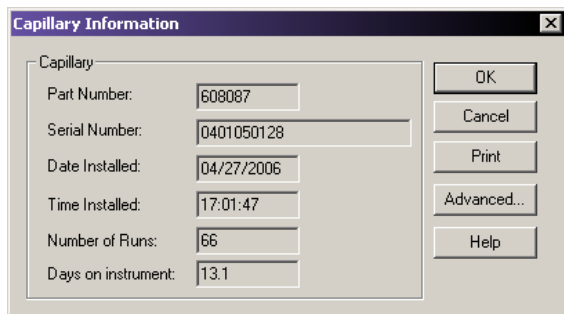 Capillary Information
Capillary
Part Number: 608087
Serial Number: 0401050128
Date Installed: 04/27/2006
Time Installed: 17:01:47
Number of Runs: 66
Days on instrument: 13.1
OK
Cancel
Print
Advanced...
Help